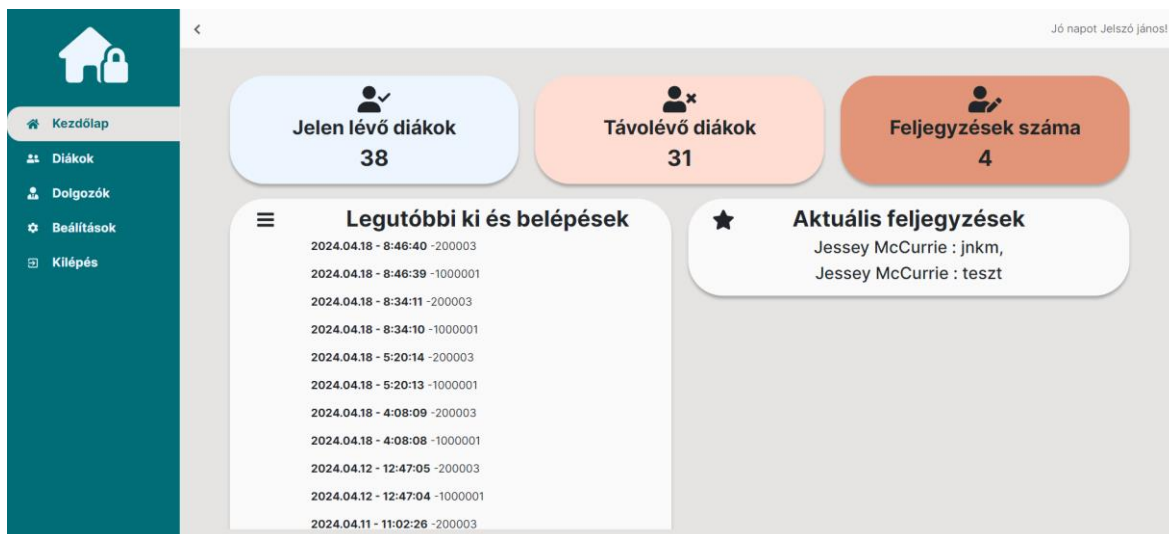 Jó napot Jelszó jános!
Kezdőlap
Diákok
Dolgozók
Beálítások
Kilépés
Jelen lévő diákok
38
Távolévő diákok
31
Feljegyzések száma
4
Legutóbbi ki és belépések
2024.04.18 - 8:46:40 -200003
2024.04.18 - 8:46:39 -1000001
2024.04.18 - 8:34:11 -200003
2024.04.18 - 8:34:10 -1000001
2024.04.18 - 5:20:14 -200003
2024.04.18 - 5:20:13 -1000001
2024.04.18 - 4:08:09 -200003
2024.04.18 - 4:08:08 -1000001
2024.04.12 - 12:47:05 -200003
2024.04.12 - 12:47:04 -1000001
2024.04.11 - 11:02:26 -200003
Aktuális feljegyzések
Jessey McCurrie : jnkm,
Jessey McCurrie : teszt